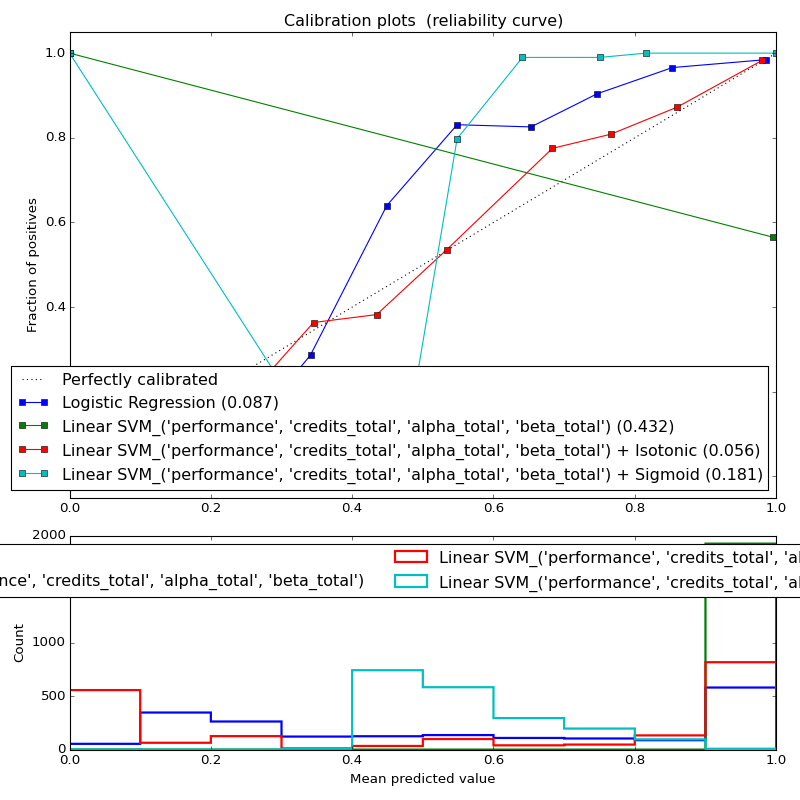 Calibration plots (reliability curve)
1.0
0.8
0.6
0.4
Fraction of positives
Perfectly calibrated
Logistic Regression (0.087)
Linear SVM_('performance', 'credits_total', 'alpha_total', 'beta_total') (0.432)
Linear SVM_('performance', 'credits_total', 'alpha_total', 'beta_total') + Isotonic (0.056)
Linear SVM_('performance', 'credits_total', 'alpha_total', 'beta_total') + Sigmoid (0.181)
0.0 0.2 0.4 0.6 0.8 1.0
2000
Linear SVM_('performance', 'credits_total', 'al
nce', 'credits_total', 'alpha_total', 'beta_total')
Linear SVM_('performance', 'credits_total', 'al
1000
500
0
Count
0.0 0.2 0.4 0.6 0.8 1.0
Mean predicted value